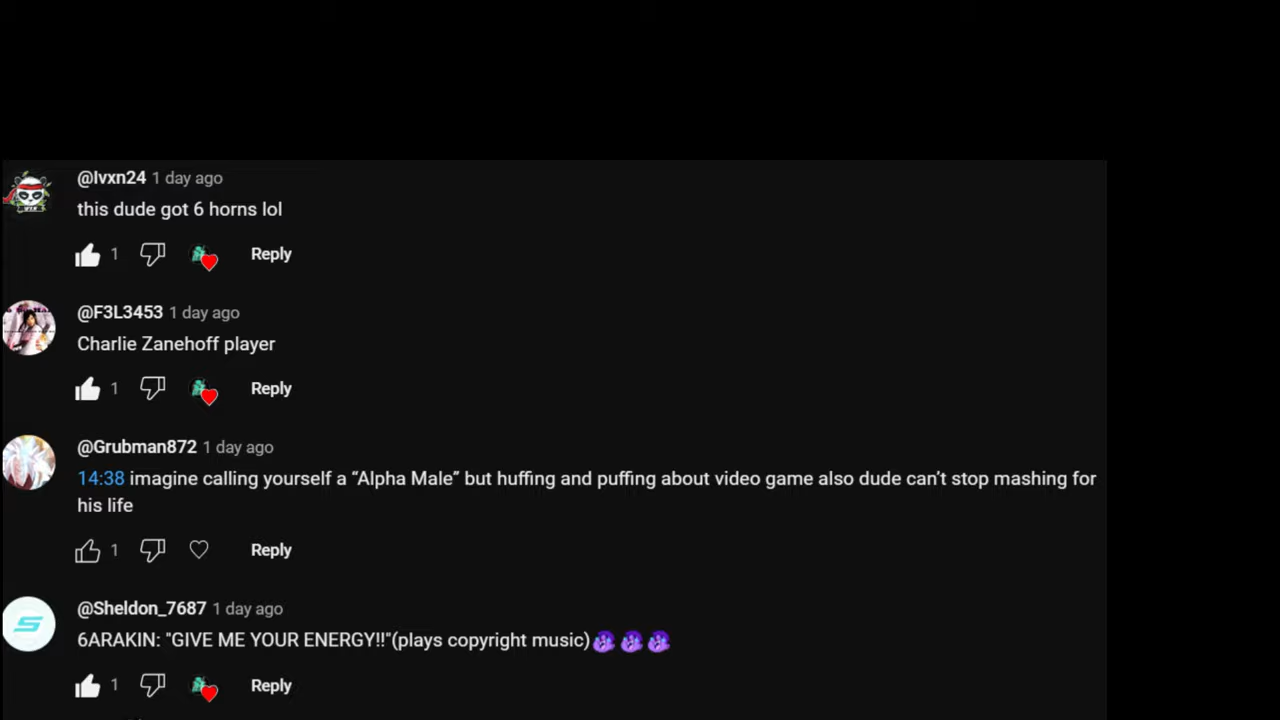 @lvxn24 1 day ago
this dude got 6 horns lol
1 Reply
@F3L3453 1 day ago
Charlie Zanehoff player
1 Reply
@Grubman872 1 day ago
14:38 imagine calling yourself a “Alpha Male” but huffing and puffing about video game also dude can’t stop mashing for
his life
1 Reply
@Sheldon_7687 1 day ago
6ARAKIN: "GIVE ME YOUR ENERGY!!"(plays copyright music)
1 Reply